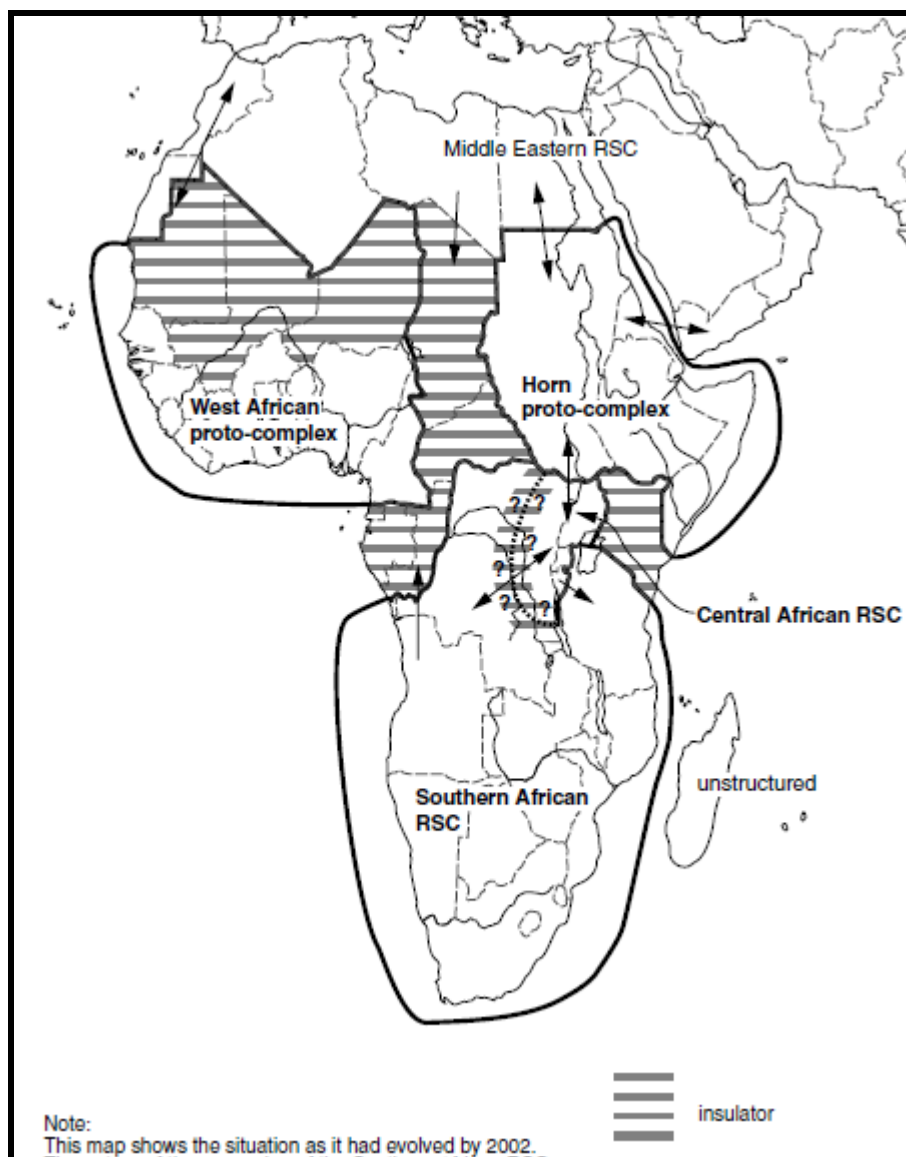 Middle Eastern RSC
Horn
proto-complex
West African
proto-complex
?
?
?
?
?
?
Central African RSC
unstructured
Southern African
RSC
insulator
Note:
This map shows the situation as it had evolved by 2002.